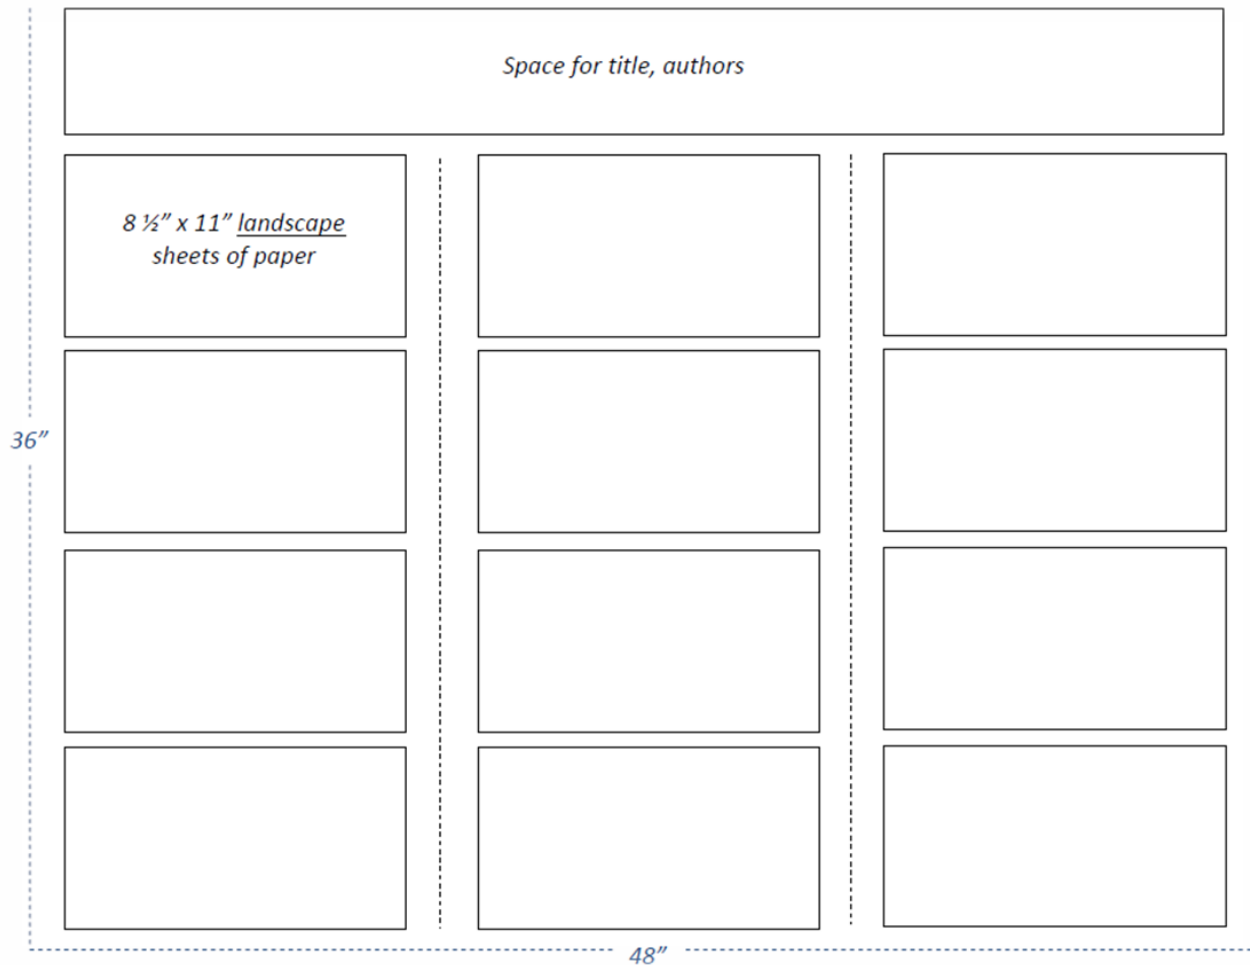 Space for title, authors
8 ½” x 11” landscape
sheets of paper
36”
48”